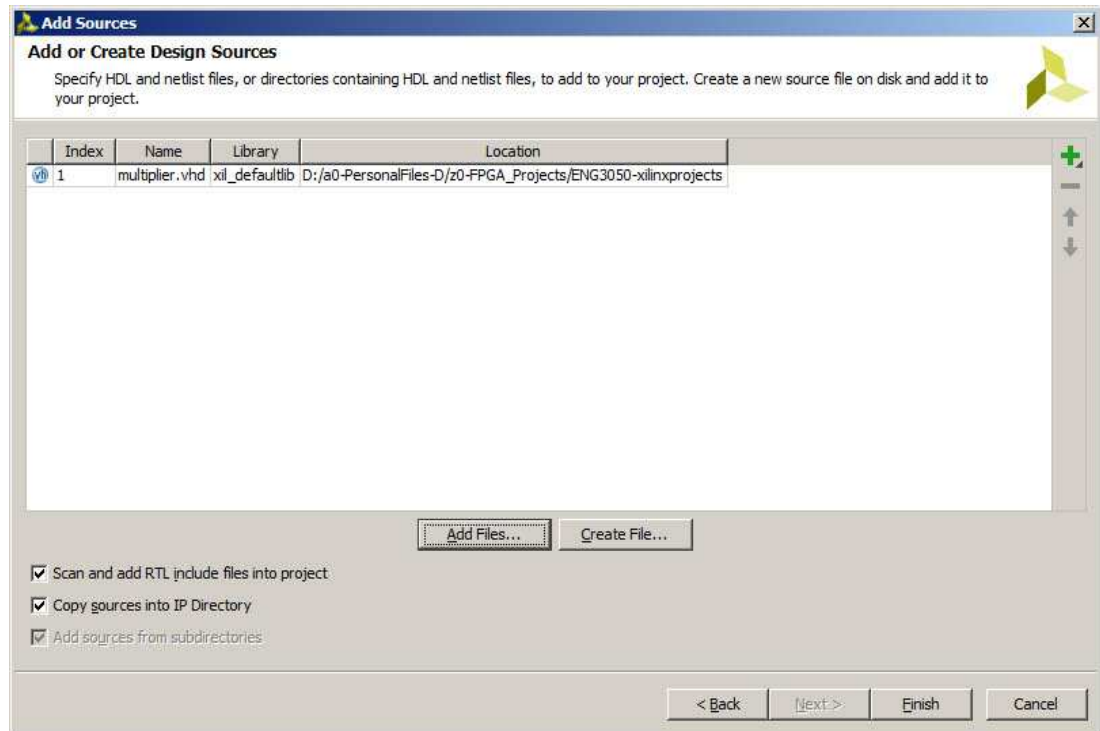 Add Sources
Add or Create Design Sources
Specify HDL and netlist files, or directories containing HDL and netlist files, to add to your project. Create a new source file on disk and add it to
your project.
Index Name Library Location
vh 1 multiplier.vhd xil_defaultlib D:/a0-PersonalFiles-D/z0-FPGA_Projects/ENG3050-xilinxprojects
Add Files... Create File...
Scan and add RTL include files into project
Copy sources into IP Directory
Add sources from subdirectories
< Back Next > Finish Cancel